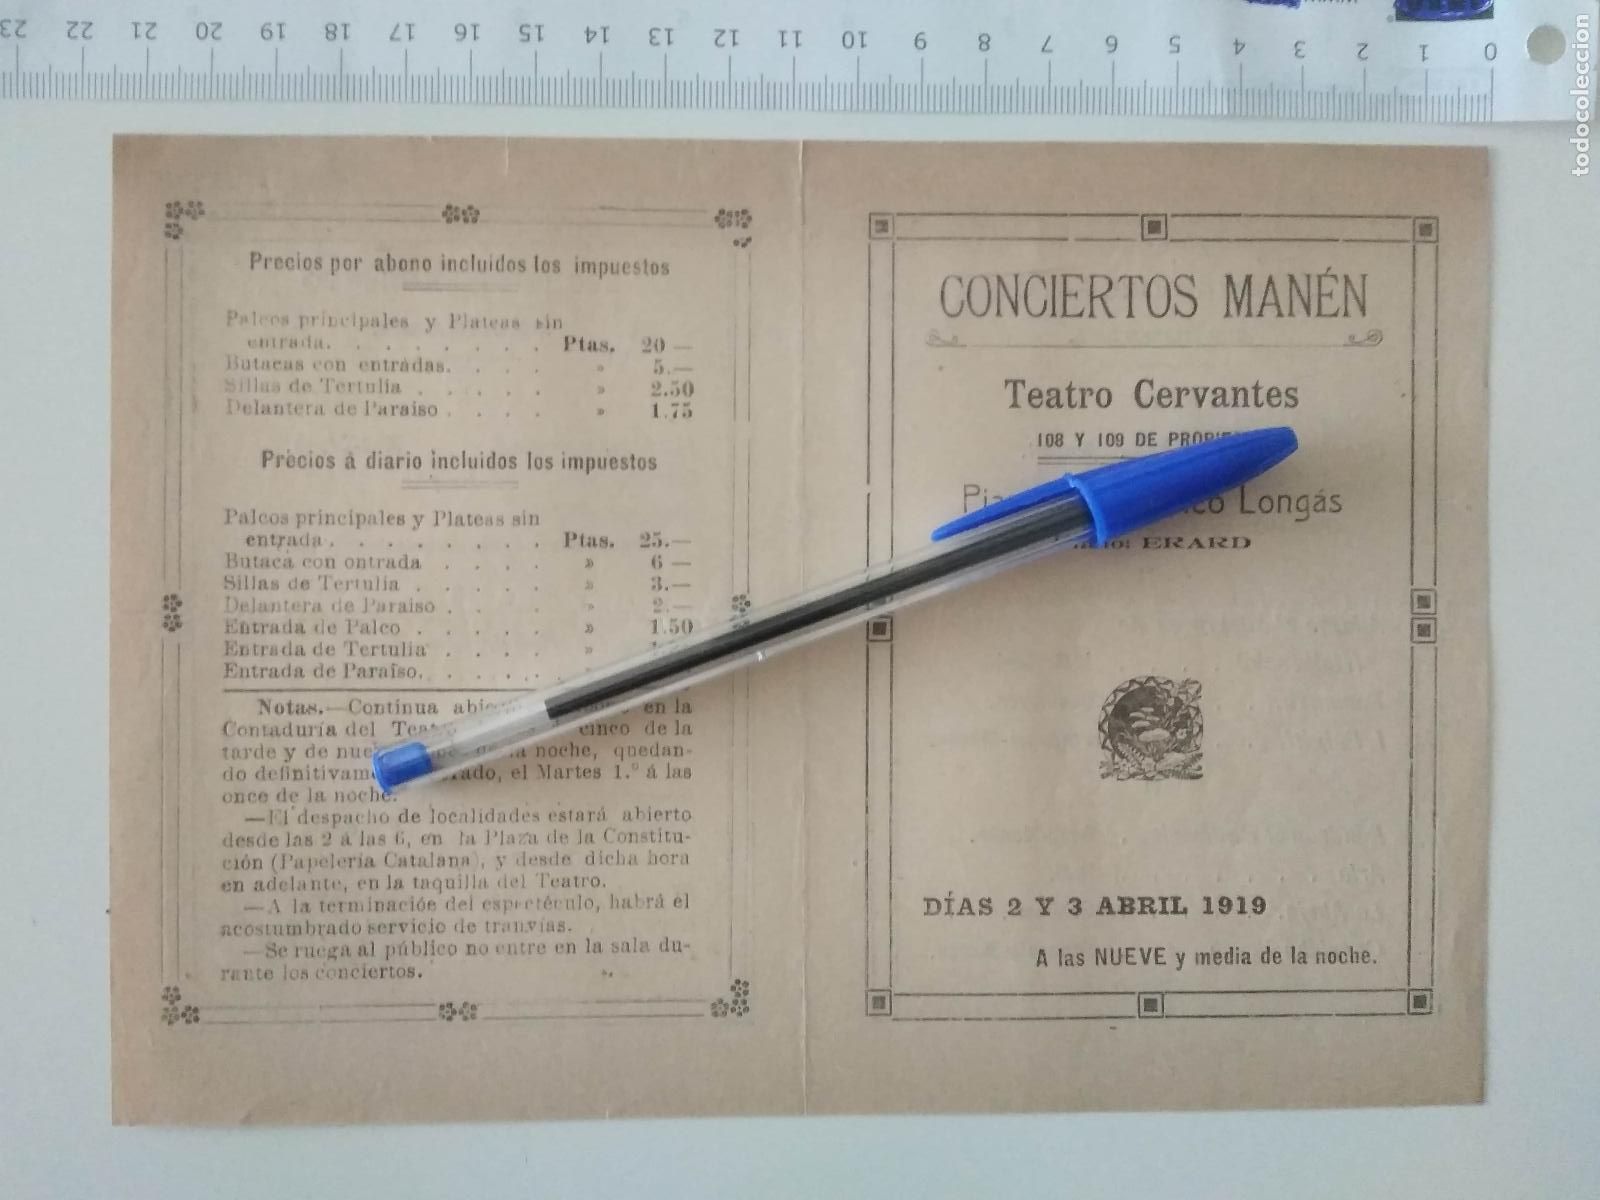 23 22 21 20 19 18 17 16 15 14 13 12 11 10 9 8 7 6 5 4 3 2 1 0
todocoleccion
Precios por abono incluidos los impuestos
Palcos principales y Plateas sin
entrada. . . . . . . . Ptas. 20 —
Butacas con entradas. . . . » 5.—
Sillas de Tertulia . . . . . » 2.50
Delantera de Paraiso . . . . » 1.75
Precios á diario incluidos los impuestos
Palcos principales y Plateas sin
entrada . . . . . . . . Ptas. 25.—
Butaca con ontrada . . . . » 6 —
Sillas de Tertulia . . . . . » 3.—
Delantera de Paraiso . . . . » 2.—
Entrada de Palco . . . . . » 1.50
Entrada de Tertulia . . . . »
Entrada de Paraíso. . . . .
Notas.—Continua en la
Contaduría del cinco de la
tarde y de la noche, quedan-
do el Martes 1.º á las
once de la noche.
—El despacho de localidades estará abierto
desde las 2 á las 6, en la Plaza de la Constitu-
ción (Papelería Catalana), y desde dicha hora
en adelante, en la taquilla del Teatro.
—A la terminación del espectéculo, habrá el
acostumbrado servicio de tranvías.
—Se ruega al público no entre en la sala du-
rante los conciertos.
CONCIERTOS MANÉN
Teatro Cervantes
108 Y 109 DE
Longás
ERARD
DÍAS 2 Y 3 ABRIL 1919
A las NUEVE y media de la noche.